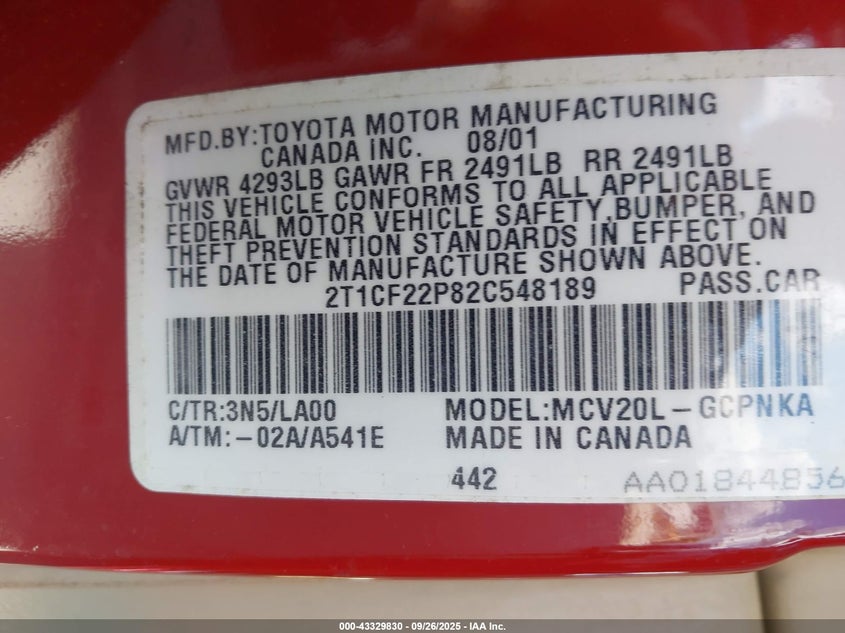 MFD.BY:TOYOTA MOTOR MANUFACTURING
CANADA INC. 08/01
GVWR 4293LB GAWR FR 2491LB RR 2491LB
THIS VEHICLE CONFORMS TO ALL APPLICABLE
FEDERAL MOTOR VEHICLE SAFETY,BUMPER, AND
THEFT PREVENTION STANDARDS IN EFFECT ON
THE DATE OF MANUFACTURE SHOWN ABOVE.
2T1CF22P82C548189 PASS.CAR
C/TR:3N5/LA00 MODEL:MCV20L-GCPNKA
A/TM:-02A/A541E MADE IN CANADA
442 AA01844856
000-43329830 - 09/26/2025 - IAA Inc.